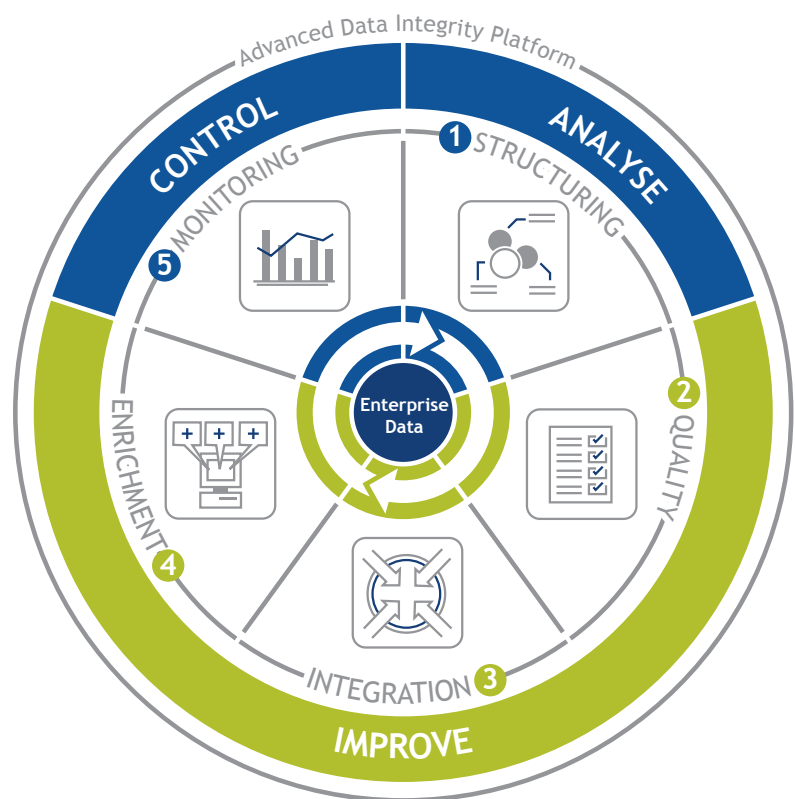 Advanced Data Integrity Platform
CONTROL
ANALYSE
1 STRUCTURING
5 MONITORING
2 QUALITY
Enterprise
Data
ENRICHMENT 4
+ + +
INTEGRATION 3
IMPROVE